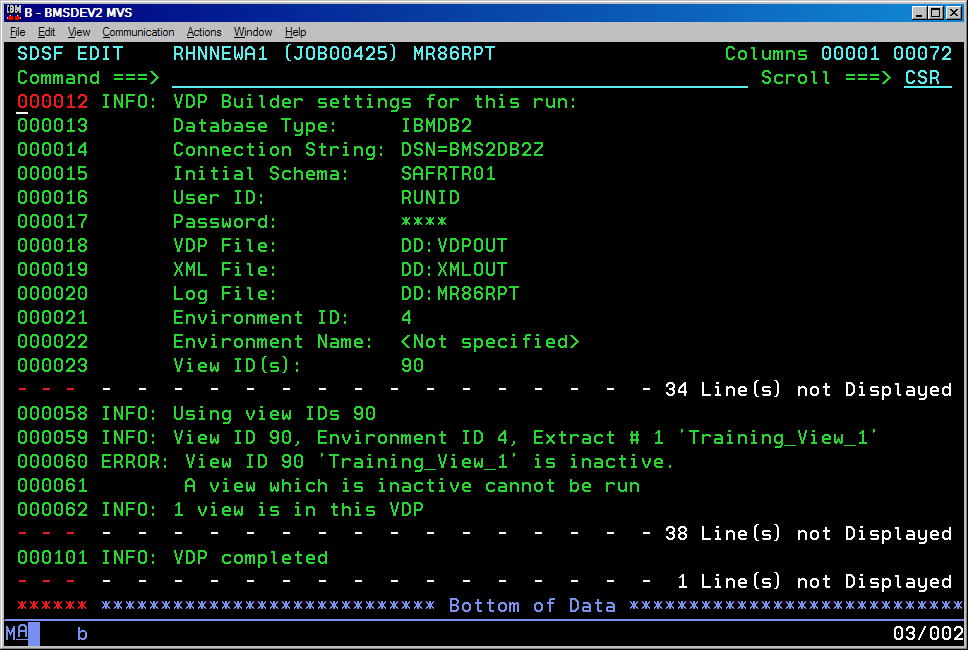 IBM B - BMSDEV2 MVS
File Edit View Communication Actions Window Help
SDSF EDIT RHNNEWA1 (JOB00425) MR86RPT Columns 00001 00072
Command ===> Scroll ===> CSR
000012 INFO: VDP Builder settings for this run:
000013 Database Type: IBMDB2
000014 Connection String: DSN=BMS2DB2Z
000015 Initial Schema: SAFRTR01
000016 User ID: RUNID
000017 Password: ****
000018 VDP File: DD:VDPOUT
000019 XML File: DD:XMLOUT
000020 Log File: DD:MR86RPT
000021 Environment ID: 4
000022 Environment Name: <Not specified>
000023 View ID(s): 90
- - - - - - - - - - - - - - - - - - - 34 Line(s) not Displayed
000058 INFO: Using view IDs 90
000059 INFO: View ID 90, Environment ID 4, Extract # 1 'Training_View_1'
000060 ERROR: View ID 90 'Training_View_1' is inactive.
000061 A view which is inactive cannot be run
000062 INFO: 1 view is in this VDP
- - - - - - - - - - - - - - - - - - - 38 Line(s) not Displayed
000101 INFO: VDP completed
- - - - - - - - - - - - - - - - - - - 1 Line(s) not Displayed
****** **************************** Bottom of Data ****************************
MA b 03/002